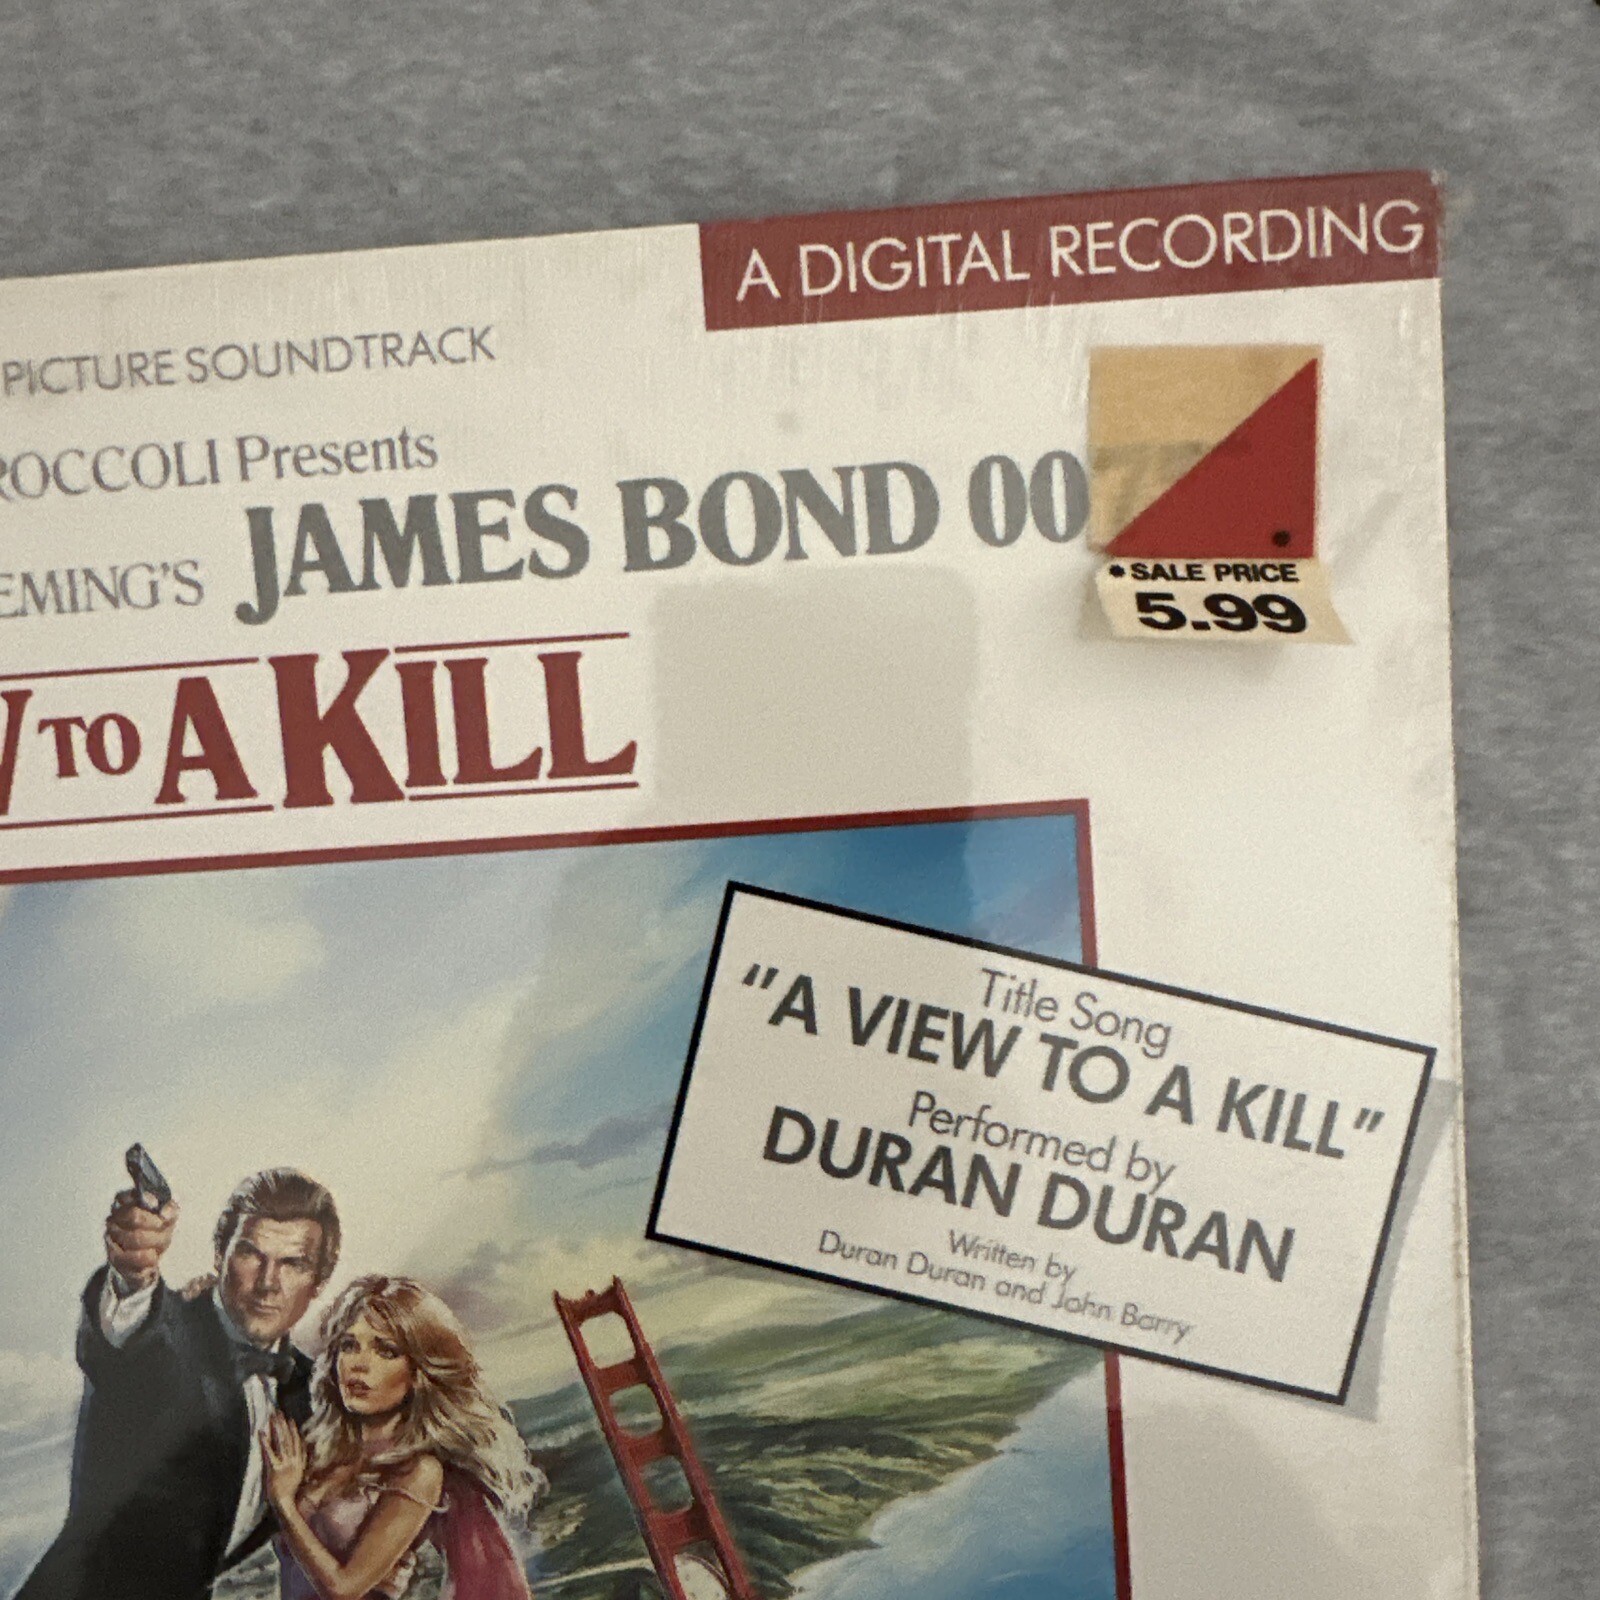 A DIGITAL RECORDING
PICTURE SOUNDTRACK
ROCCOLI Presents
EMING'S JAMES BOND 00
TO A KILL
* SALE PRICE
5.99
Title Song
"A VIEW TO A KILL"
Performed by
DURAN DURAN
Written by
Duran Duran and John Barry